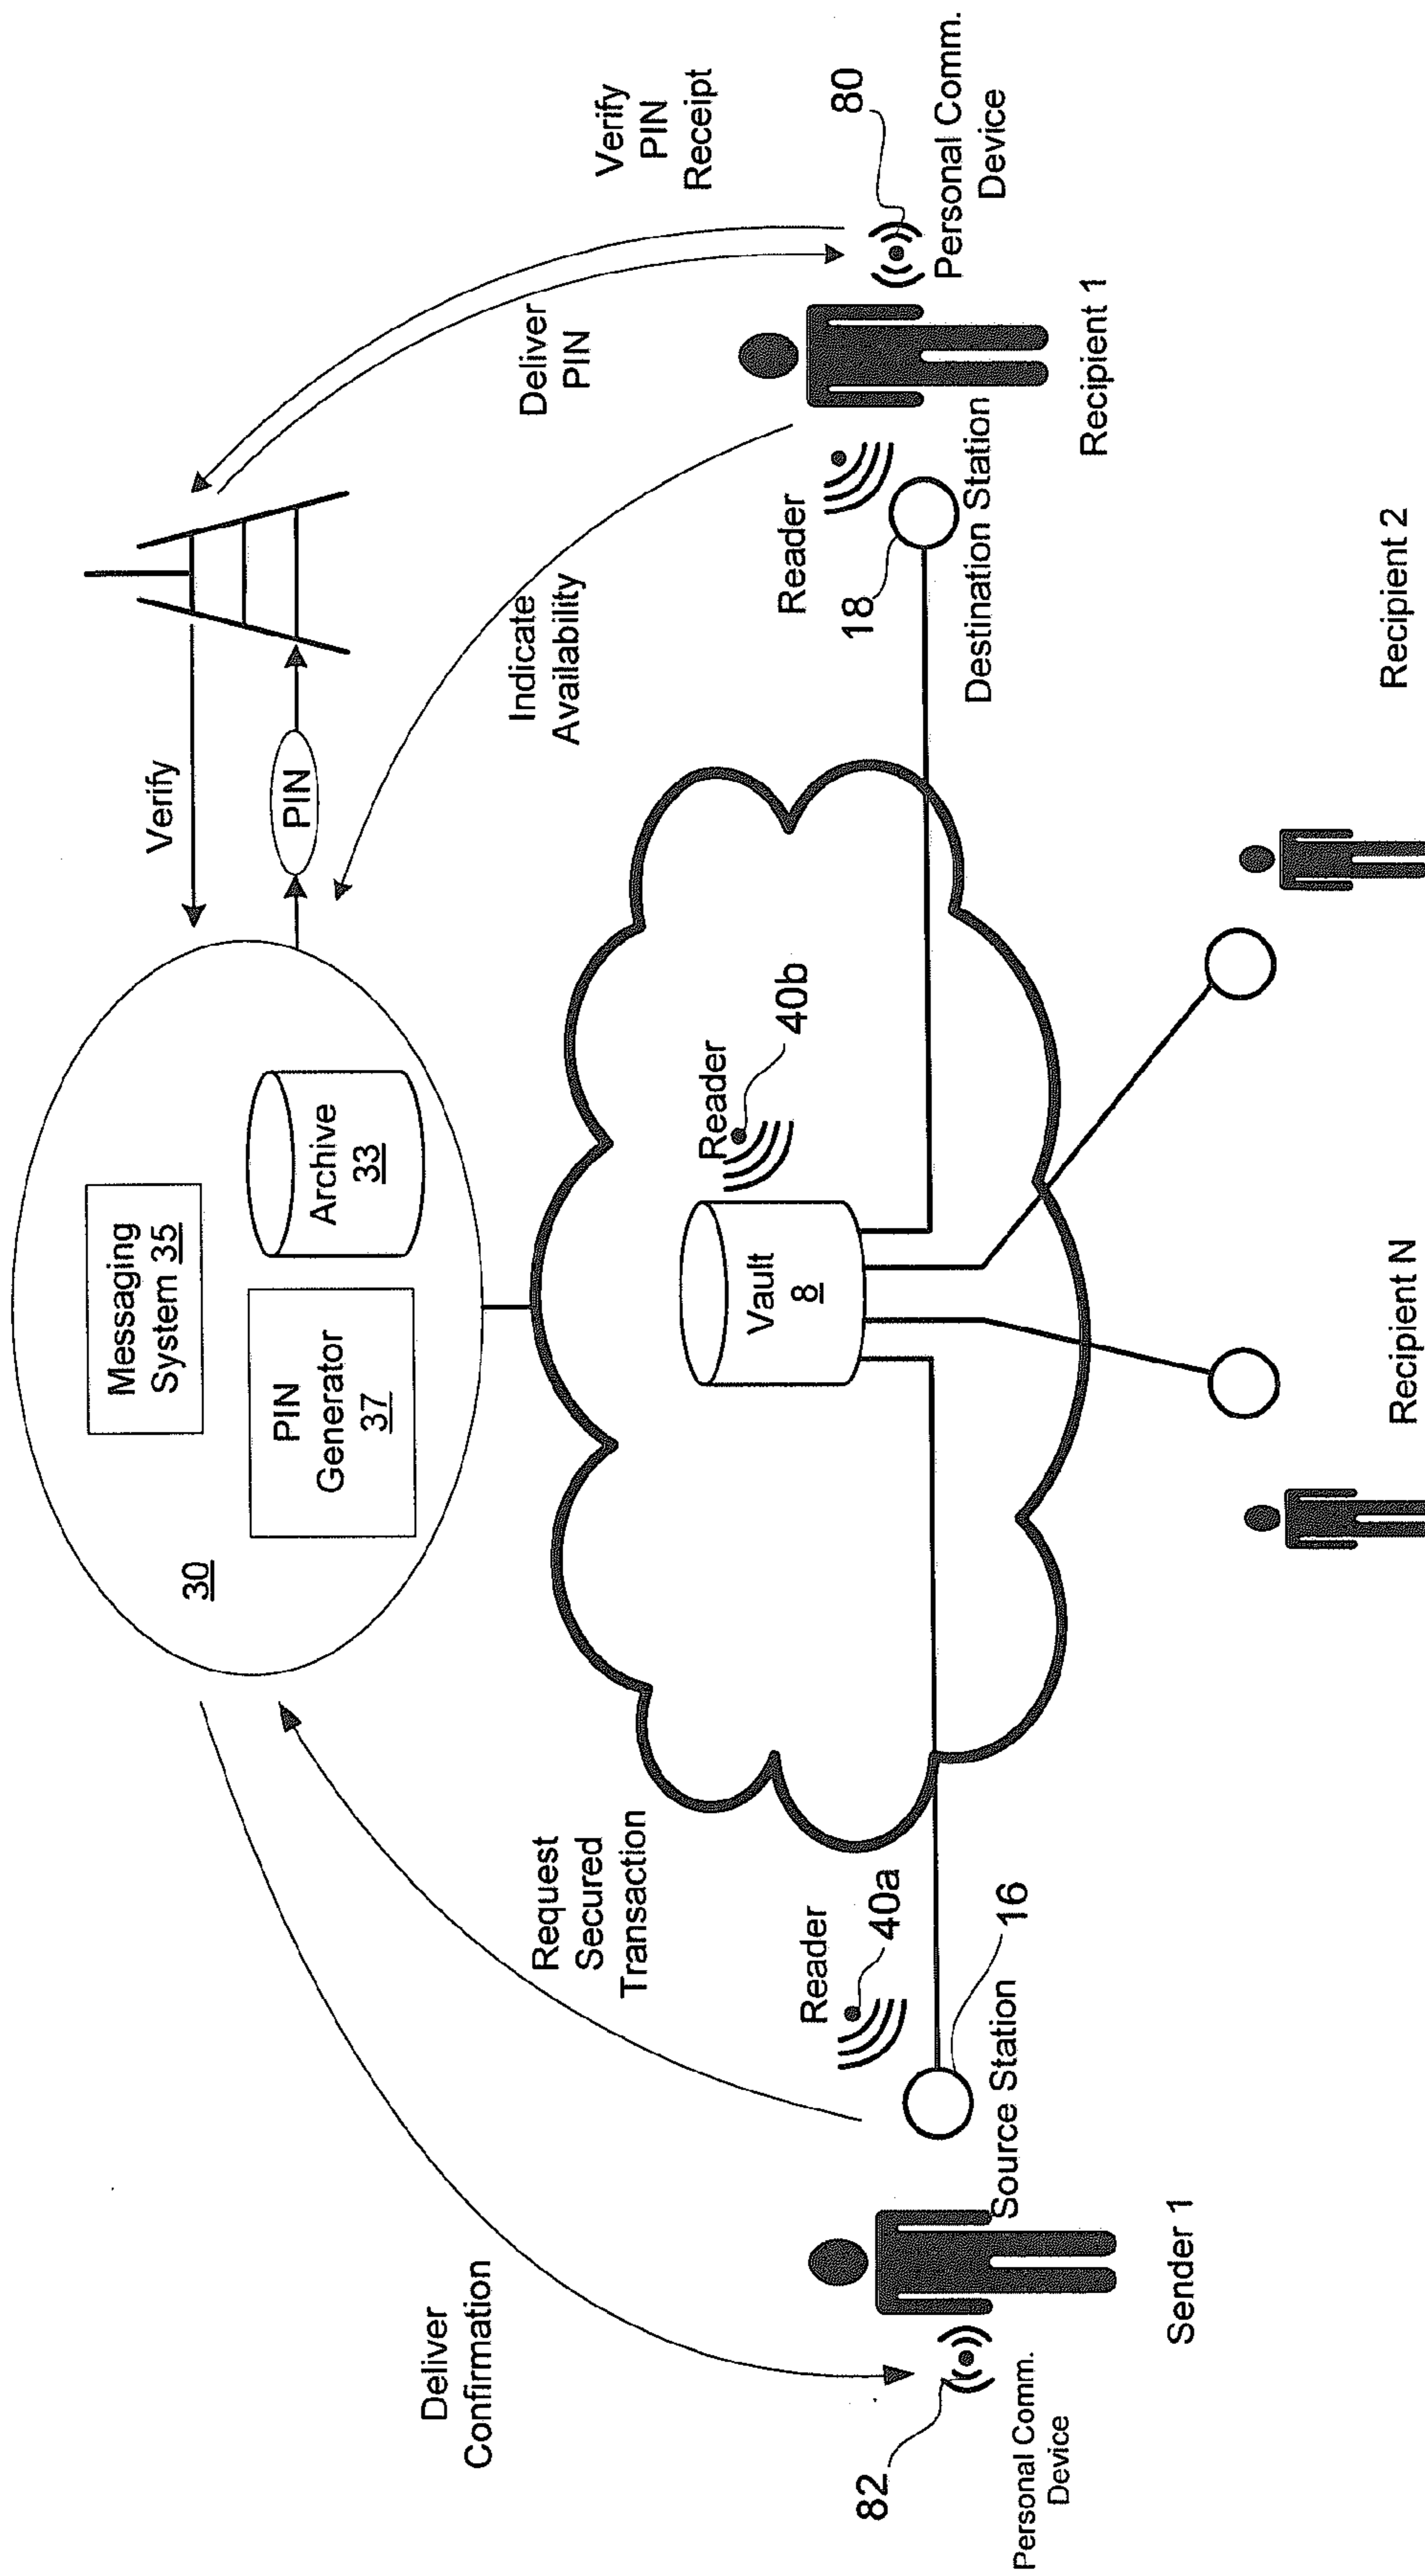 30
Messaging
System 35
PIN
Generator
37
Archive
33
Verify
PIN
Deliver
Confirmation
Request
Secured
Transaction
Indicate
Availability
Deliver
PIN
Verify
PIN
Receipt
82
Personal Comm.
Device
Sender 1
Reader
40a
16
Source Station
Vault
8
Reader
40b
Reader
18
Destination Station
80
Personal Comm.
Device
Recipient 1
Recipient N
Recipient 2